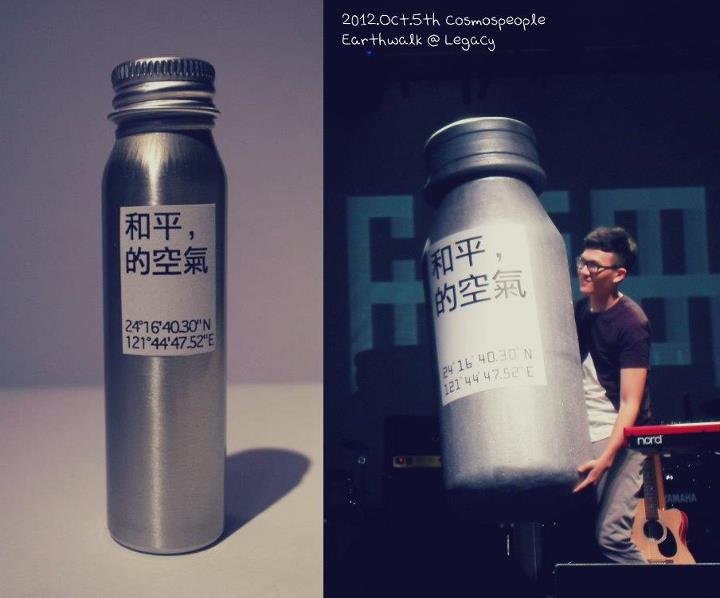 2012.Oct.5th Cosmospeople
Earthwalk @ Legacy
和平，
的空氣
24°16'40.30"N
121°44'47.52"E
和平，
的空氣
24°16'40.30"N
121°44'47.52"E
nord
YAMAHA